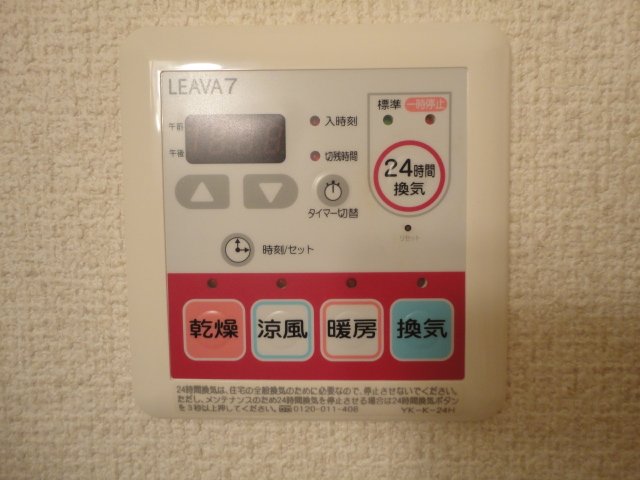 LEAVA7
標準 一時停止
午前
入時刻
午後
切残時間
24時間
換気
タイマー切替
リセット
時刻/セット
乾燥 涼風 暖房 換気
24時間換気は、住宅の全般換気のために必要なので、停止させないでください。
ただし、メンテナンスのため24時間換気を停止させる場合は24時間換気ボタン
を3秒以上押してください。 0120-011-408 YK-K-24H